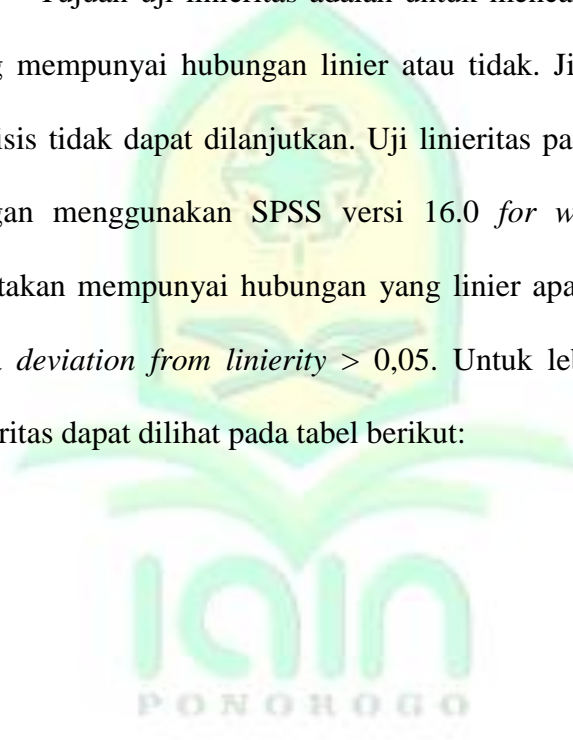 Tujuan uji linieritas adalah untuk menca
mempunyai hubungan linier atau tidak. Ji
isis tidak dapat dilanjutkan. Uji linieritas pa
gan menggunakan SPSS versi 16.0 for w
takan mempunyai hubungan yang linier apa
deviation from linierity > 0,05. Untuk leb
ritas dapat dilihat pada tabel berikut:
iain
PONOROGO